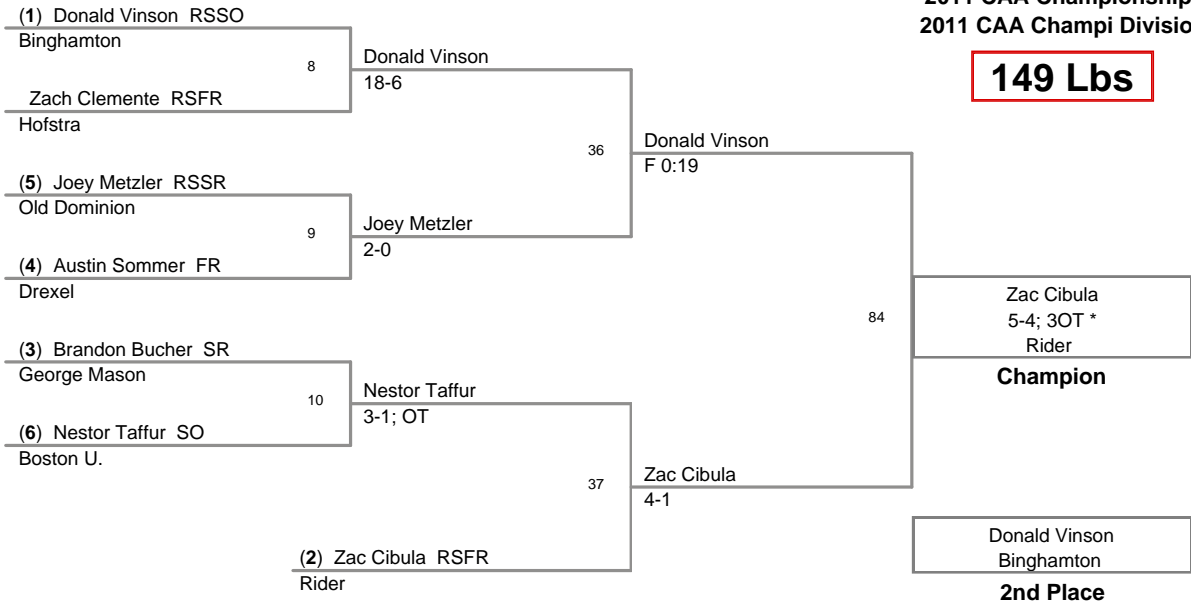 2011 CAA Championship
2011 CAA Champi Divisio
149 Lbs
(1) Donald Vinson RSSO
Binghamton
8
Donald Vinson
18-6
Zach Clemente RSFR
Hofstra
36
Donald Vinson
F 0:19
(5) Joey Metzler RSSR
Old Dominion
9
Joey Metzler
2-0
(4) Austin Sommer FR
Drexel
84
Zac Cibula
5-4; 3OT *
Rider
Champion
(3) Brandon Bucher SR
George Mason
10
Nestor Taffur
3-1; OT
(6) Nestor Taffur SO
Boston U.
37
Zac Cibula
4-1
(2) Zac Cibula RSFR
Rider
Donald Vinson
Binghamton
2nd Place